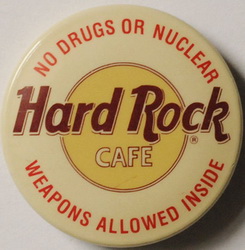 NO DRUGS OR NUCLEAR
Hard Rock
®
CAFE
WEAPONS ALLOWED INSIDE